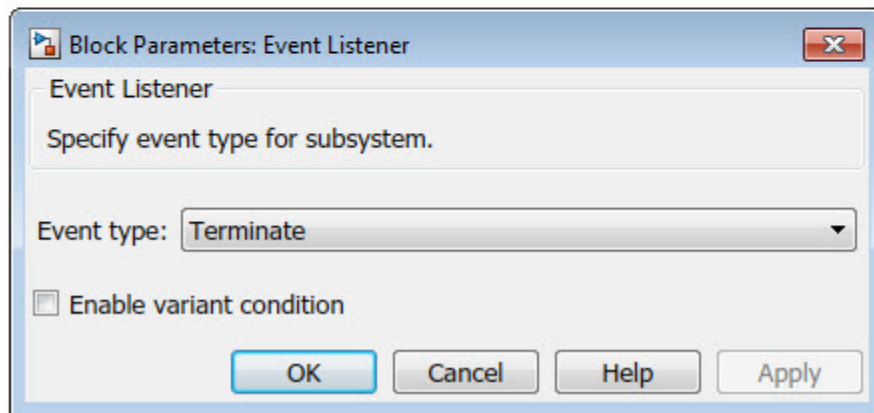 Block Parameters: Event Listener
Event Listener
Specify event type for subsystem.
Event type: Terminate
Enable variant condition
OK Cancel Help Apply